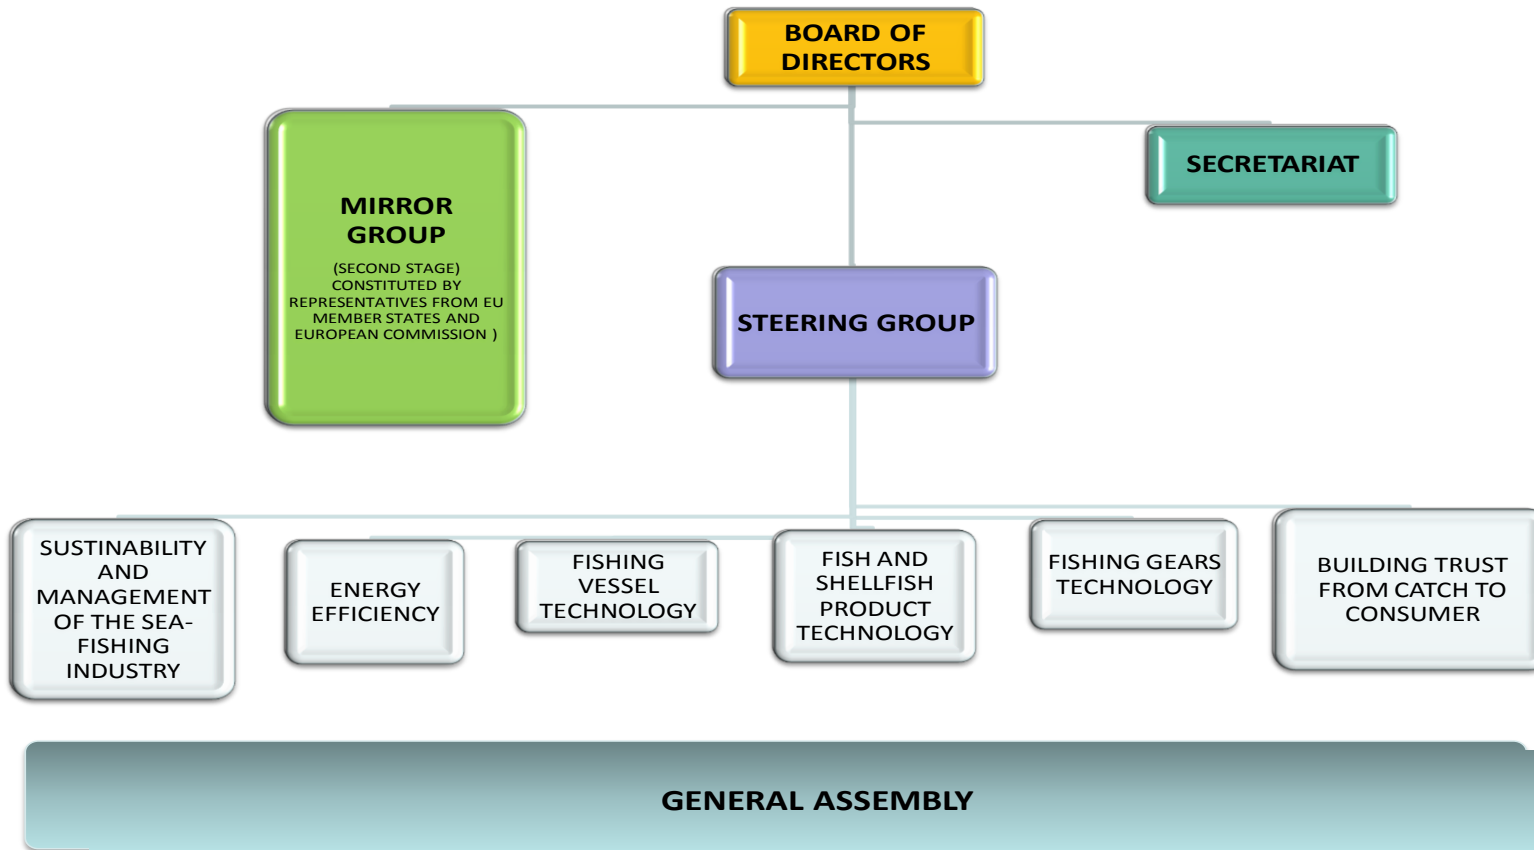 BOARD OF
DIRECTORS
SECRETARIAT
MIRROR
GROUP
(SECOND STAGE)
CONSTITUTED BY
REPRESENTATIVES FROM EU
MEMBER STATES AND
EUROPEAN COMMISSION )
STEERING GROUP
SUSTINABILITY
AND
MANAGEMENT
OF THE SEA-
FISHING
INDUSTRY
ENERGY
EFFICIENCY
FISHING
VESSEL
TECHNOLOGY
FISH AND
SHELLFISH
PRODUCT
TECHNOLOGY
FISHING GEARS
TECHNOLOGY
BUILDING TRUST
FROM CATCH TO
CONSUMER
GENERAL ASSEMBLY